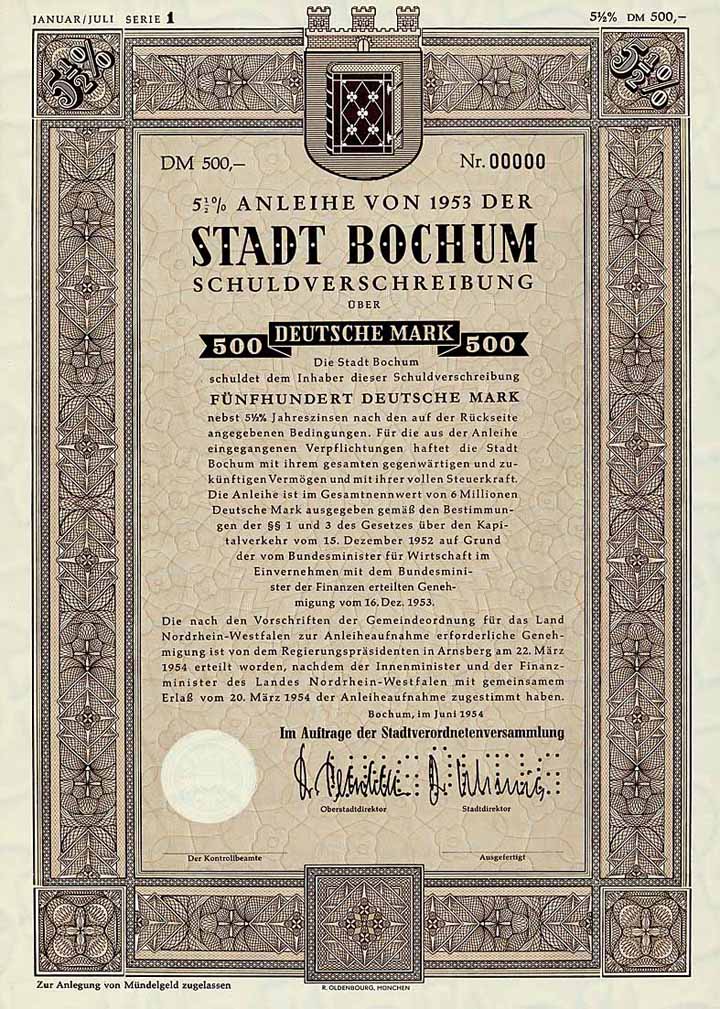 JANUAR/JULI SERIE 1
5½% DM 500,–
5½%
5½%
DM 500,–
Nr. 00000
5½% ANLEIHE VON 1953 DER
STADT BOCHUM
SCHULDVERSCHREIBUNG
ÜBER
500 DEUTSCHE MARK 500
Die Stadt Bochum
schuldet dem Inhaber dieser Schuldverschreibung
FÜNFHUNDERT DEUTSCHE MARK
nebst 5½% Jahreszinsen nach den auf der Rückseite
angegebenen Bedingungen. Für die aus der Anleihe
eingegangenen Verpflichtungen haftet die Stadt
Bochum mit ihrem gesamten gegenwärtigen und zu-
künftigen Vermögen und mit ihrer vollen Steuerkraft.
Die Anleihe ist im Gesamtnennwert von 6 Millionen
Deutsche Mark ausgegeben gemäß den Bestimmun-
gen der §§ 1 und 3 des Gesetzes über den Kapi-
talverkehr vom 15. Dezember 1952 auf Grund
der vom Bundesminister für Wirtschaft im
Einvernehmen mit dem Bundesmini-
ster der Finanzen erteilten Geneh-
migung vom 16. Dez. 1953.
Die nach den Vorschriften der Gemeindeordnung für das Land
Nordrhein-Westfalen zur Anleiheaufnahme erforderliche Geneh-
migung ist von dem Regierungspräsidenten in Arnsberg am 22. März
1954 erteilt worden, nachdem der Innenminister und der Finanz-
minister des Landes Nordrhein-Westfalen mit gemeinsamem
Erlaß vom 20. März 1954 der Anleiheaufnahme zugestimmt haben.
Bochum, im Juni 1954
Im Auftrage der Stadtverordnetenversammlung
Oberstadtdirektor
Stadtdirektor
Der Kontrollbeamte
Ausgefertigt
Zur Anlegung von Mündelgeld zugelassen
R. OLDENBOURG, MÜNCHEN